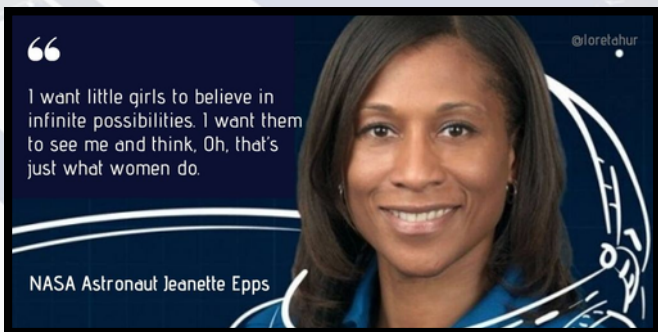 @loretahur
“
I want little girls to believe in
infinite possibilities. I want them
to see me and think, Oh, that's
just what women do.
NASA Astronaut Jeanette Epps